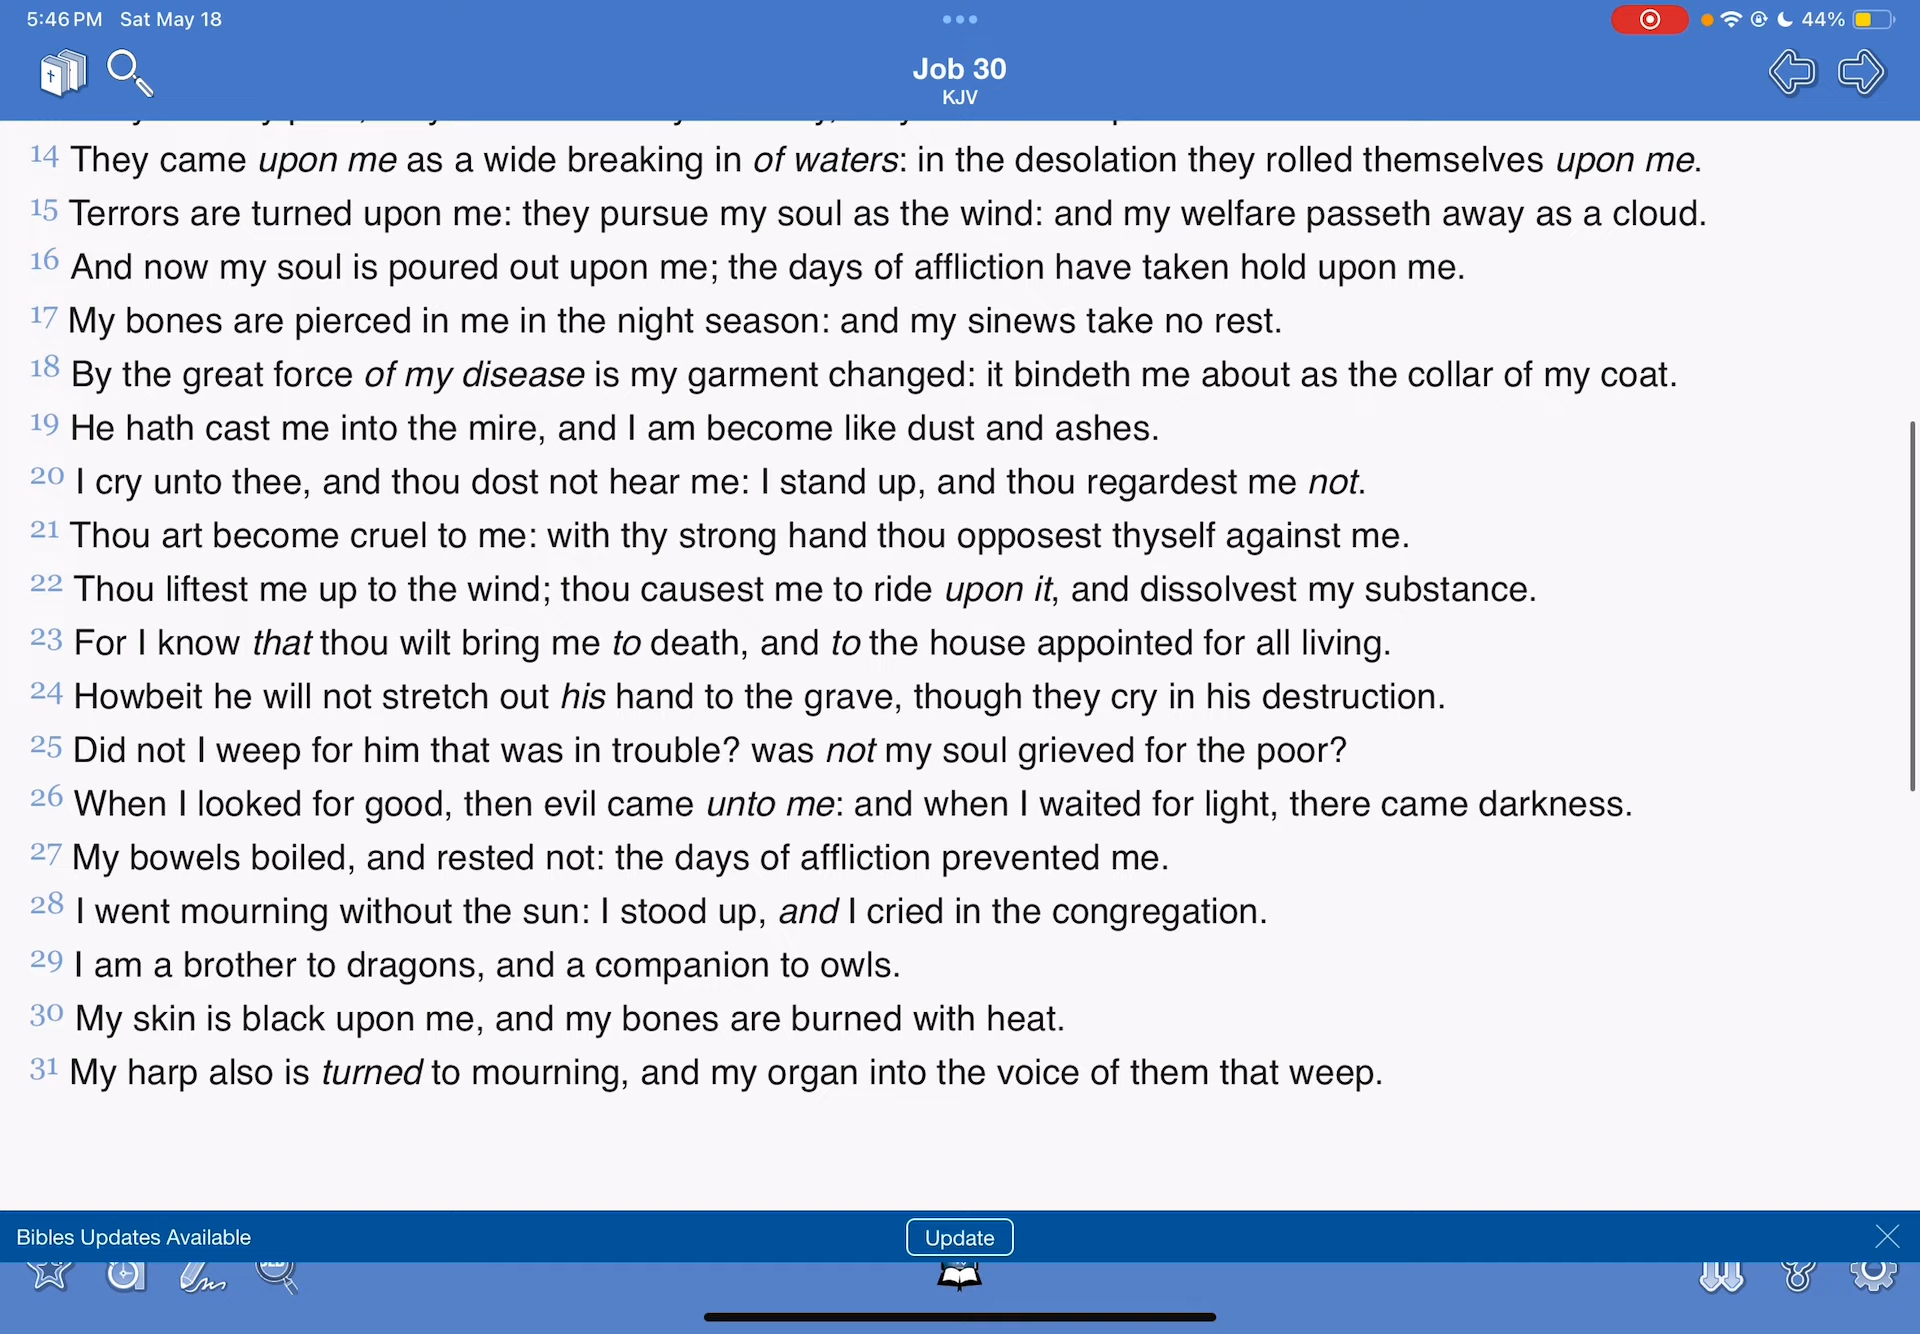 5:46 PM Sat May 18
44%
Job 30
KJV
14 They came upon me as a wide breaking in of waters: in the desolation they rolled themselves upon me.
15 Terrors are turned upon me: they pursue my soul as the wind: and my welfare passeth away as a cloud.
16 And now my soul is poured out upon me; the days of affliction have taken hold upon me.
17 My bones are pierced in me in the night season: and my sinews take no rest.
18 By the great force of my disease is my garment changed: it bindeth me about as the collar of my coat.
19 He hath cast me into the mire, and I am become like dust and ashes.
20 I cry unto thee, and thou dost not hear me: I stand up, and thou regardest me not.
21 Thou art become cruel to me: with thy strong hand thou opposest thyself against me.
22 Thou liftest me up to the wind; thou causest me to ride upon it, and dissolvest my substance.
23 For I know that thou wilt bring me to death, and to the house appointed for all living.
24 Howbeit he will not stretch out his hand to the grave, though they cry in his destruction.
25 Did not I weep for him that was in trouble? was not my soul grieved for the poor?
26 When I looked for good, then evil came unto me: and when I waited for light, there came darkness.
27 My bowels boiled, and rested not: the days of affliction prevented me.
28 I went mourning without the sun: I stood up, and I cried in the congregation.
29 I am a brother to dragons, and a companion to owls.
30 My skin is black upon me, and my bones are burned with heat.
31 My harp also is turned to mourning, and my organ into the voice of them that weep.
Bibles Updates Available
Update